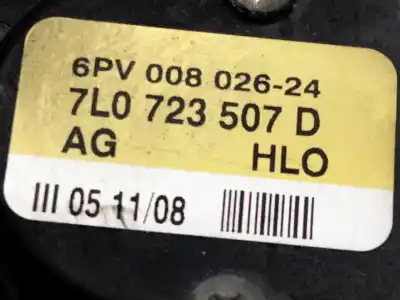 6PV 008 026-24
7L0 723 507 D
AG HLO
III 05 11/08